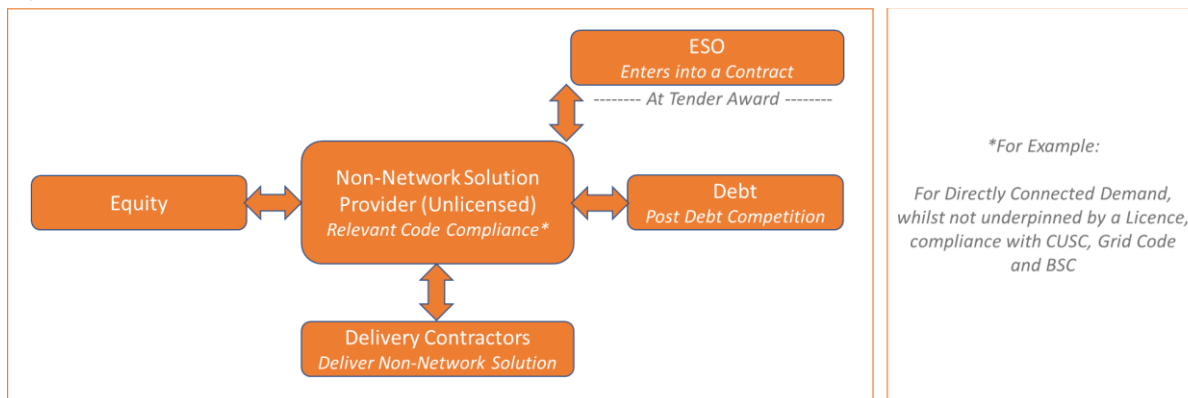 ESO
Enters into a Contract
-------- At Tender Award --------
Non-Network Solution
Provider (Unlicensed)
Relevant Code Compliance*
Equity
Debt
Post Debt Competition
Delivery Contractors
Deliver Non-Network Solution
*For Example:
For Directly Connected Demand,
whilst not underpinned by a Licence,
compliance with CUSC, Grid Code
and BSC